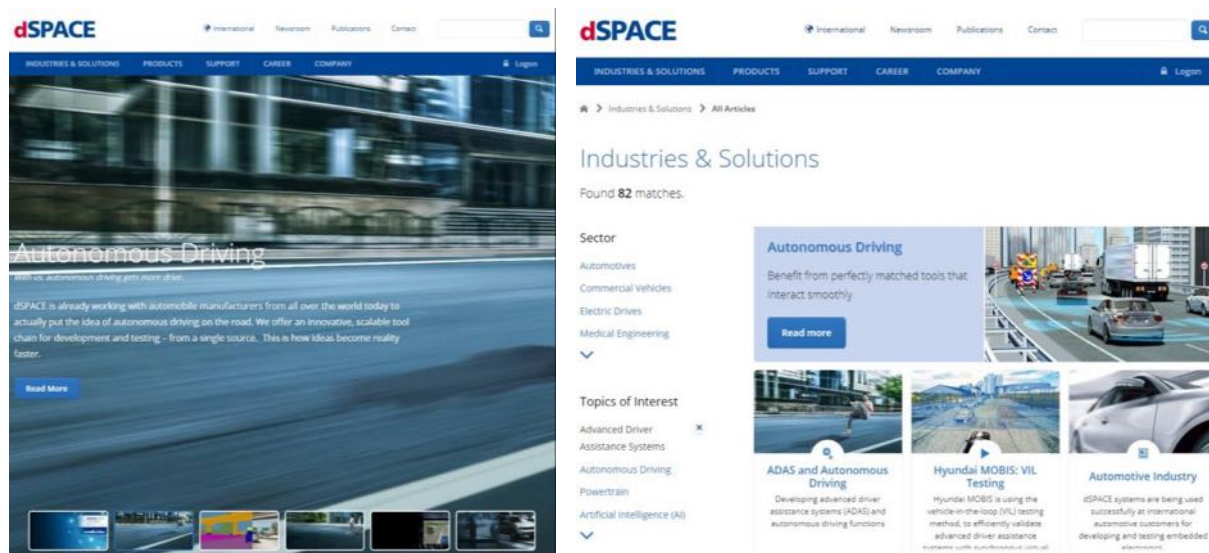 dSPACE
International Newsroom Publications Contact
INDUSTRIES & SOLUTIONS PRODUCTS SUPPORT CAREER COMPANY Logon
Autonomous Driving
With us, autonomous driving gets more drive.
dSPACE is already working with automobile manufacturers from all over the world today to
actually put the idea of autonomous driving on the road. We offer an innovative, scalable tool
chain for development and testing – from a single source. This is how ideas become reality
faster.
Read More
dSPACE
International Newsroom Publications Contact
INDUSTRIES & SOLUTIONS PRODUCTS SUPPORT CAREER COMPANY Logon
Industries & Solutions > All Articles
Industries & Solutions
Found 82 matches.
Sector
Automotives
Commercial Vehicles
Electric Drives
Medical Engineering
Topics of Interest
Advanced Driver
Assistance Systems
Autonomous Driving
Powertrain
Artificial Intelligence (AI)
Autonomous Driving
Benefit from perfectly matched tools that
interact smoothly
Read more
ADAS and Autonomous
Driving
Developing advanced driver
assistance systems (ADAS) and
autonomous driving functions
Hyundai MOBIS: VIL
Testing
Hyundai MOBIS is using the
vehicle-in-the-loop (VIL) testing
method, to efficiently validate
advanced driver assistance
systems with synchronous virtual
Automotive Industry
dSPACE systems are being used
successfully at international
automotive customers for
developing and testing embedded
electronics